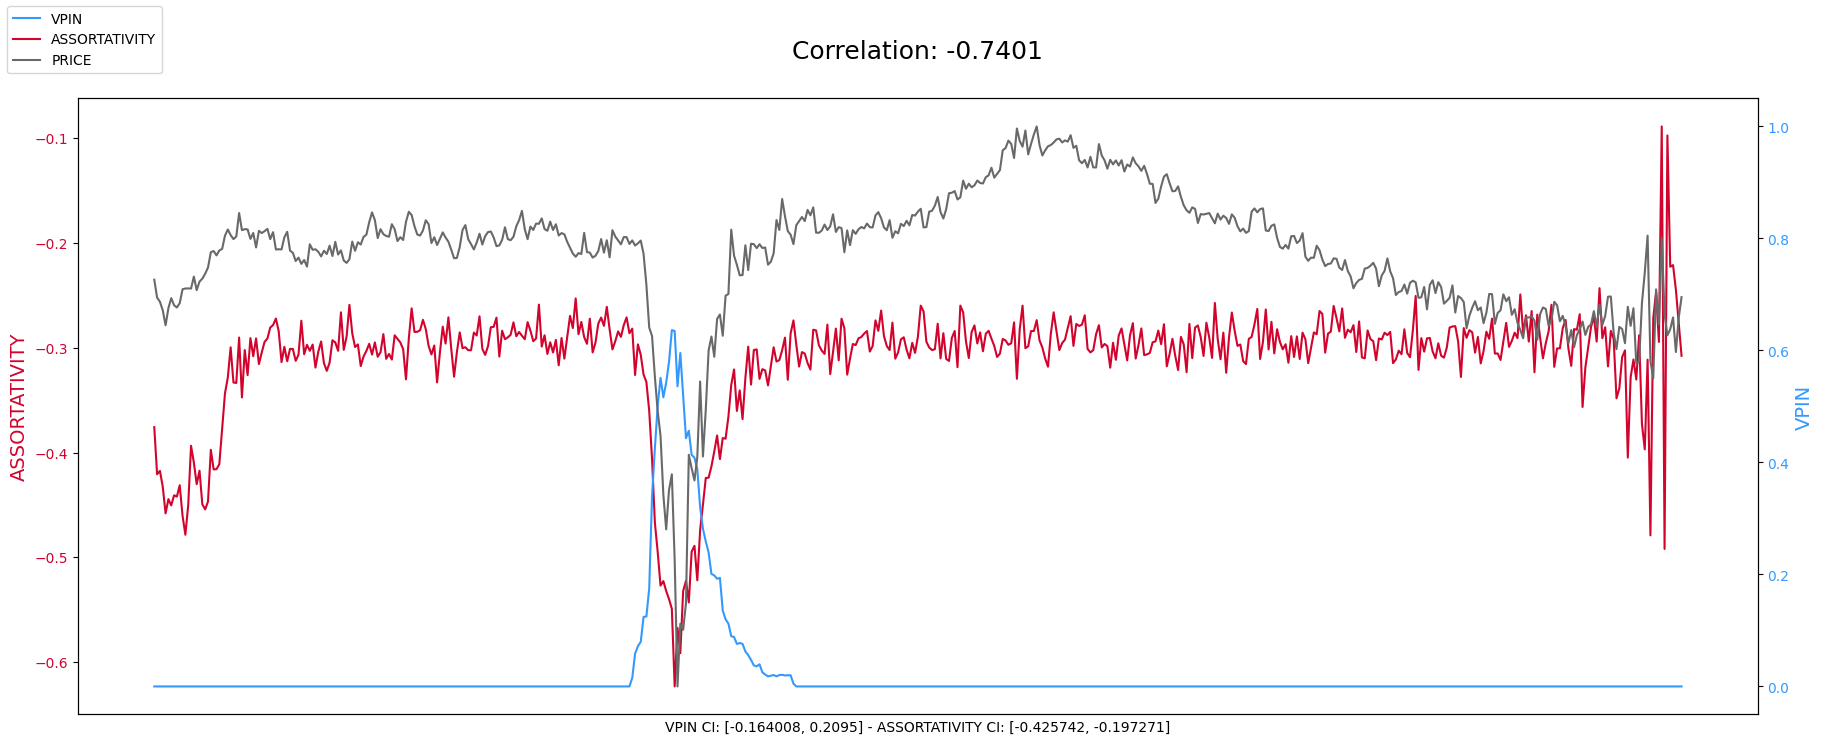 VPIN
ASSORTATIVITY
PRICE
Correlation: -0.7401
ASSORTATIVITY
−0.1
−0.2
−0.3
−0.4
−0.5
−0.6
1.0
0.8
0.6
0.4
0.2
0.0
VPIN
VPIN CI: [-0.164008, 0.2095] - ASSORTATIVITY CI: [-0.425742, -0.197271]